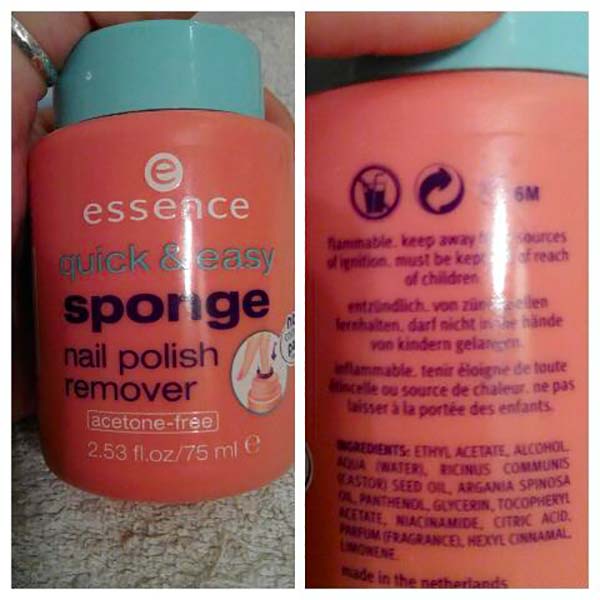 e
essence
quick & easy
sponge
nail polish
remover
acetone-free
2.53 fl.oz/75 ml e
6M
flammable. keep away sources
of ignition. must be kept of reach
of children.
entzündlich. von
fernhalten. darf nicht in die hände
von kindern gelangen.
inflammable. tenir éloigné de toute
étincelle ou source de chaleur. ne pas
laisser à la portée des enfants.
INGREDIENTS: ETHYL ACETATE, ALCOHOL,
AQUA (WATER), RICINUS COMMUNIS
(CASTOR) SEED OIL, ARGANIA SPINOSA
OIL, PANTHENOL, GLYCERIN, TOCOPHERYL
ACETATE, NIACINAMIDE, CITRIC ACID,
PARFUM (FRAGRANCE), HEXYL CINNAMAL,
LIMONENE.
made in the netherlands